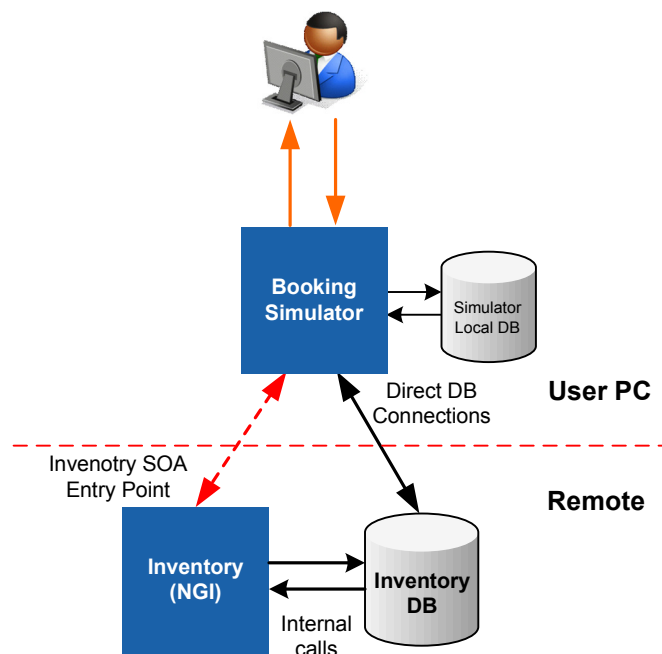 Booking
Simulator
Simulator
Local DB
Direct DB
Connections
User PC
Invenotry SOA
Entry Point
Remote
Inventory
(NGI)
Inventory
DB
Internal
calls